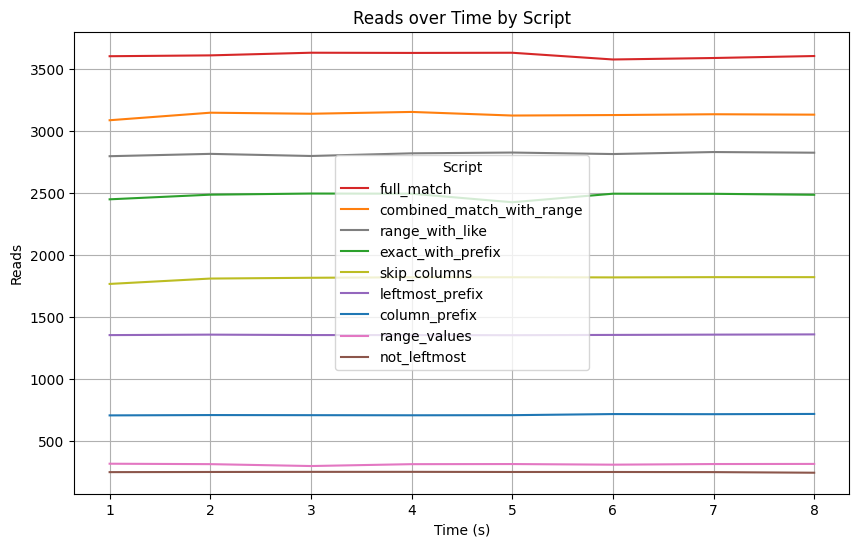 Reads over Time by Script
Reads
3500
3000
2500
2000
1500
1000
500
Script
full_match
combined_match_with_range
range_with_like
exact_with_prefix
skip_columns
leftmost_prefix
column_prefix
range_values
not_leftmost
1 2 3 4 5 6 7 8
Time (s)